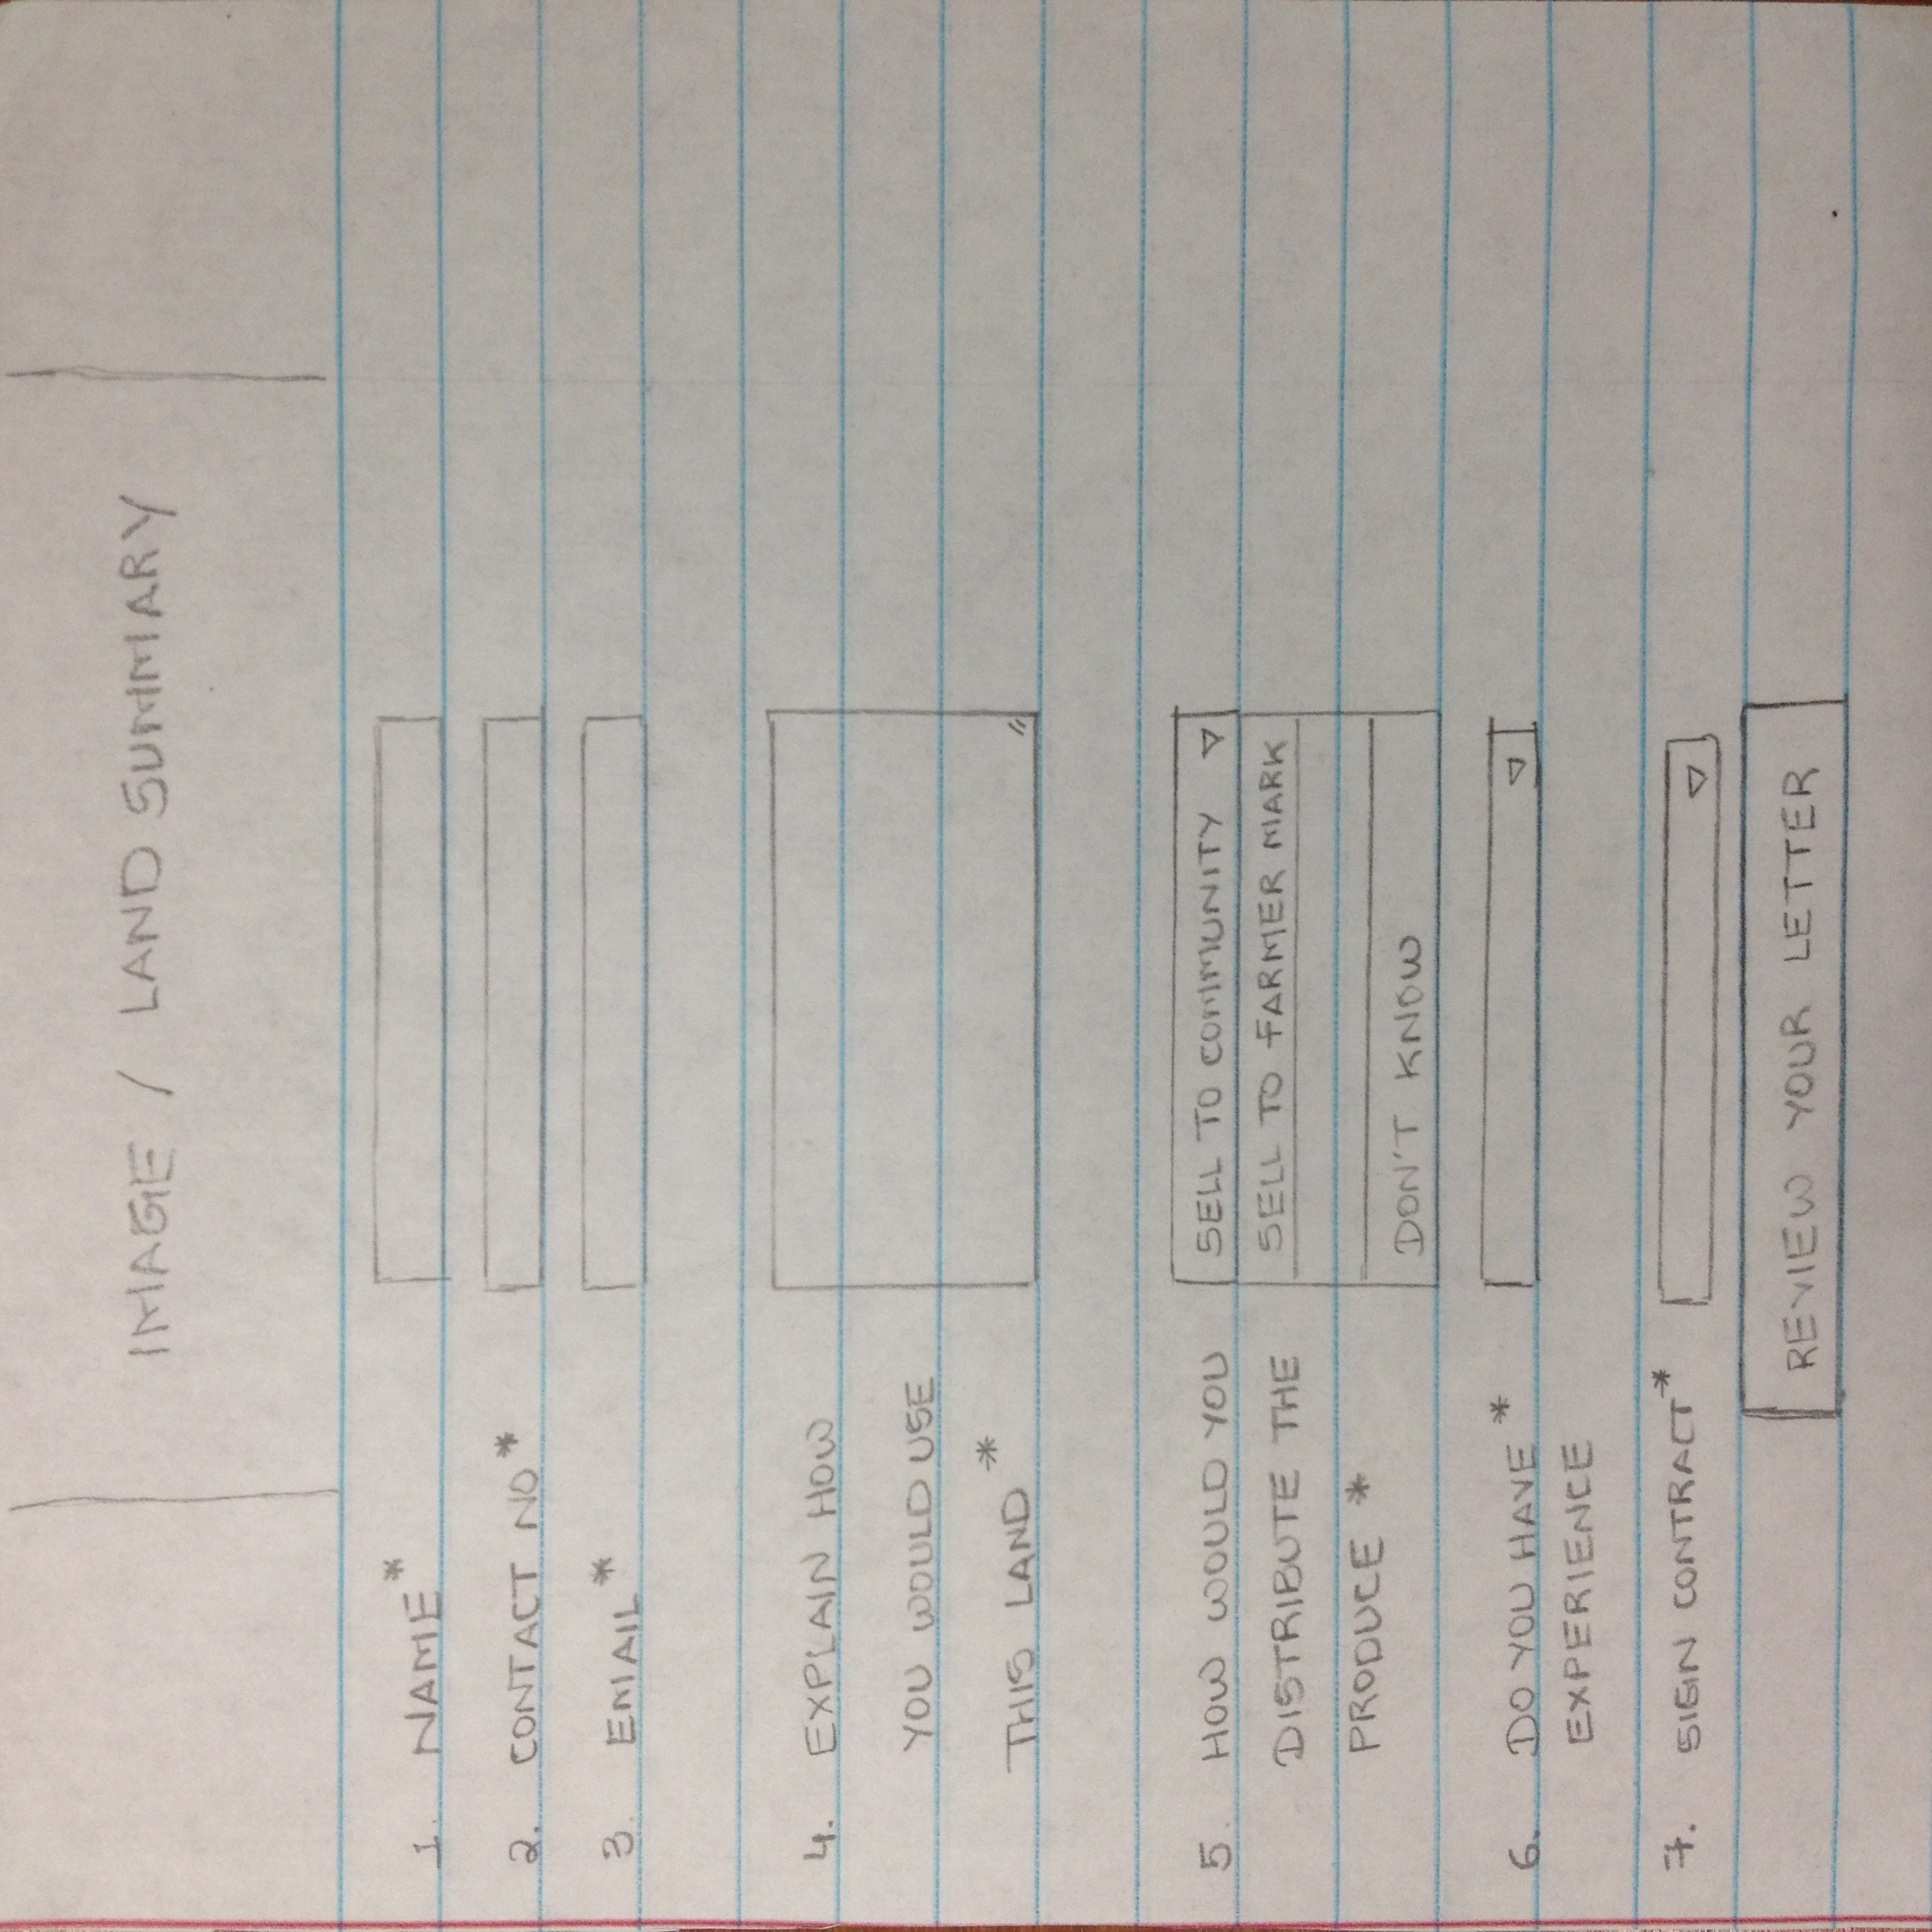 IMAGE / LAND SUMMARY
1. NAME*
2. CONTACT NO*
3. EMAIL*
4. EXPLAIN HOW
YOU WOULD USE
THIS LAND*
5. HOW WOULD YOU
DISTRIBUTE THE
PRODUCE *
SELL TO COMMUNITY
SELL TO FARMER MARK
DON'T KNOW
6. DO YOU HAVE*
EXPERIENCE
7. SIGN CONTRACT*
REVIEW YOUR LETTER